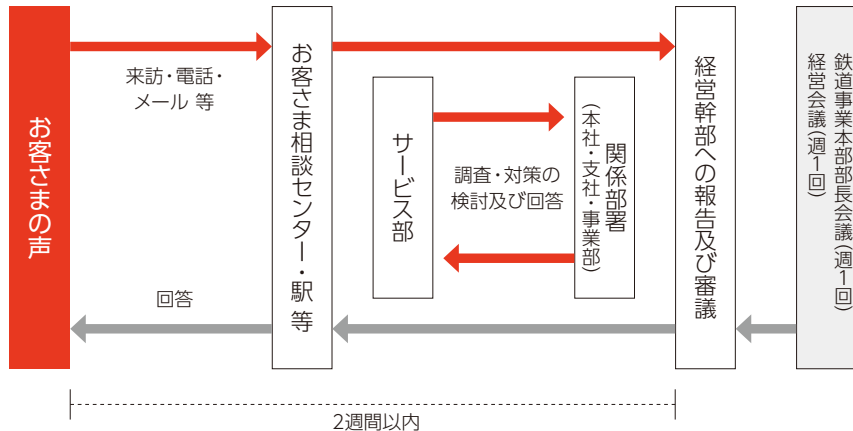 お客さまの声
来訪・電話・
メール 等
回答
お客さま相談センター・駅 等
サービス部
調査・対策の
検討及び回答
関係部署
(本社・支社・事業部)
経営幹部への報告及び審議
鉄道事業本部部長会議(週1回)
経営会議(週1回)
2週間以内